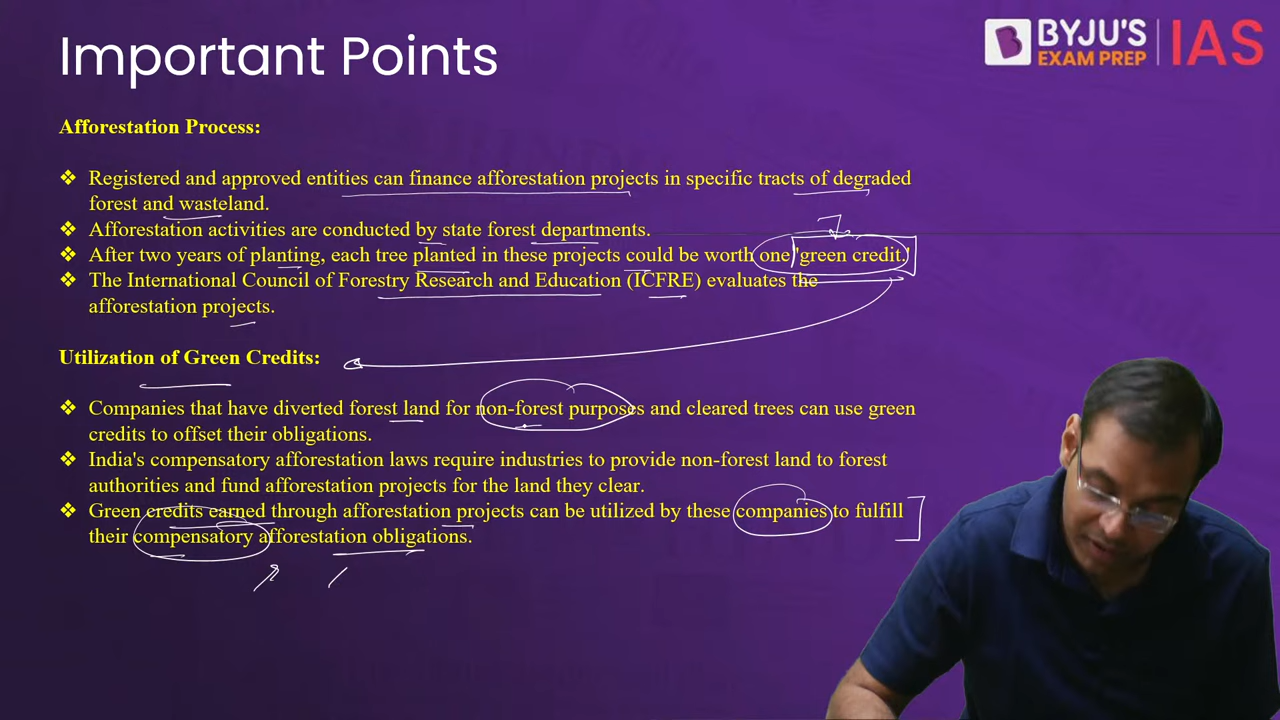 Important Points
BYJU'S
EXAM PREP
IAS
Afforestation Process:
❖ Registered and approved entities can finance afforestation projects in specific tracts of degraded
forest and wasteland.
❖ Afforestation activities are conducted by state forest departments.
❖ After two years of planting, each tree planted in these projects could be worth one 'green credit.'
❖ The International Council of Forestry Research and Education (ICFRE) evaluates the
afforestation projects.
Utilization of Green Credits:
❖ Companies that have diverted forest land for non-forest purposes and cleared trees can use green
credits to offset their obligations.
❖ India's compensatory afforestation laws require industries to provide non-forest land to forest
authorities and fund afforestation projects for the land they clear.
❖ Green credits earned through afforestation projects can be utilized by these companies to fulfill
their compensatory afforestation obligations.